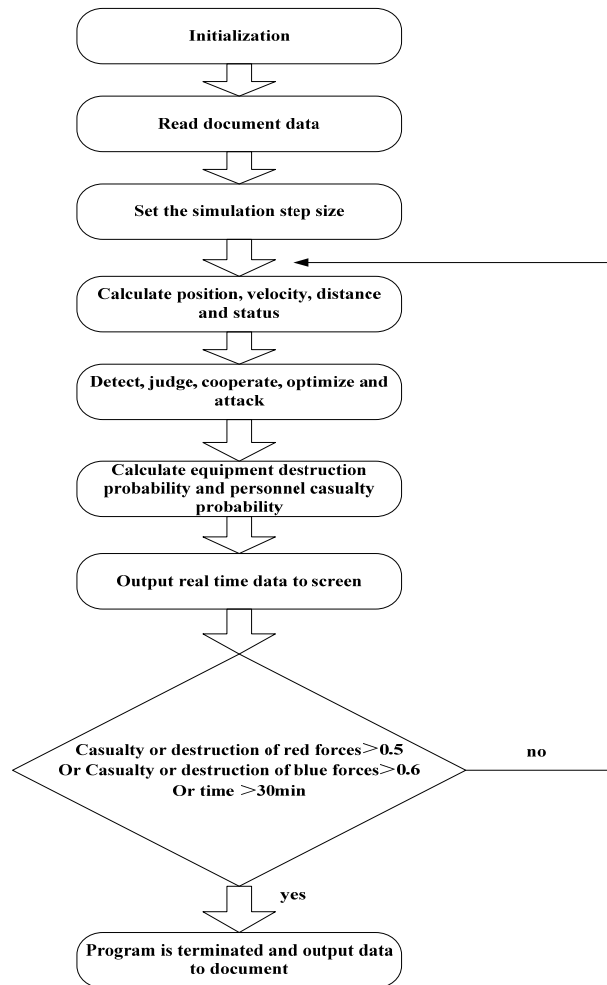 Initialization
Read document data
Set the simulation step size
Calculate position, velocity, distance
and status
Detect, judge, cooperate, optimize and
attack
Calculate equipment destruction
probability and personnel casualty
probability
Output real time data to screen
Casualty or destruction of red forces＞0.5
Or Casualty or destruction of blue forces＞0.6
Or time ＞30min
no
yes
Program is terminated and output data
to document